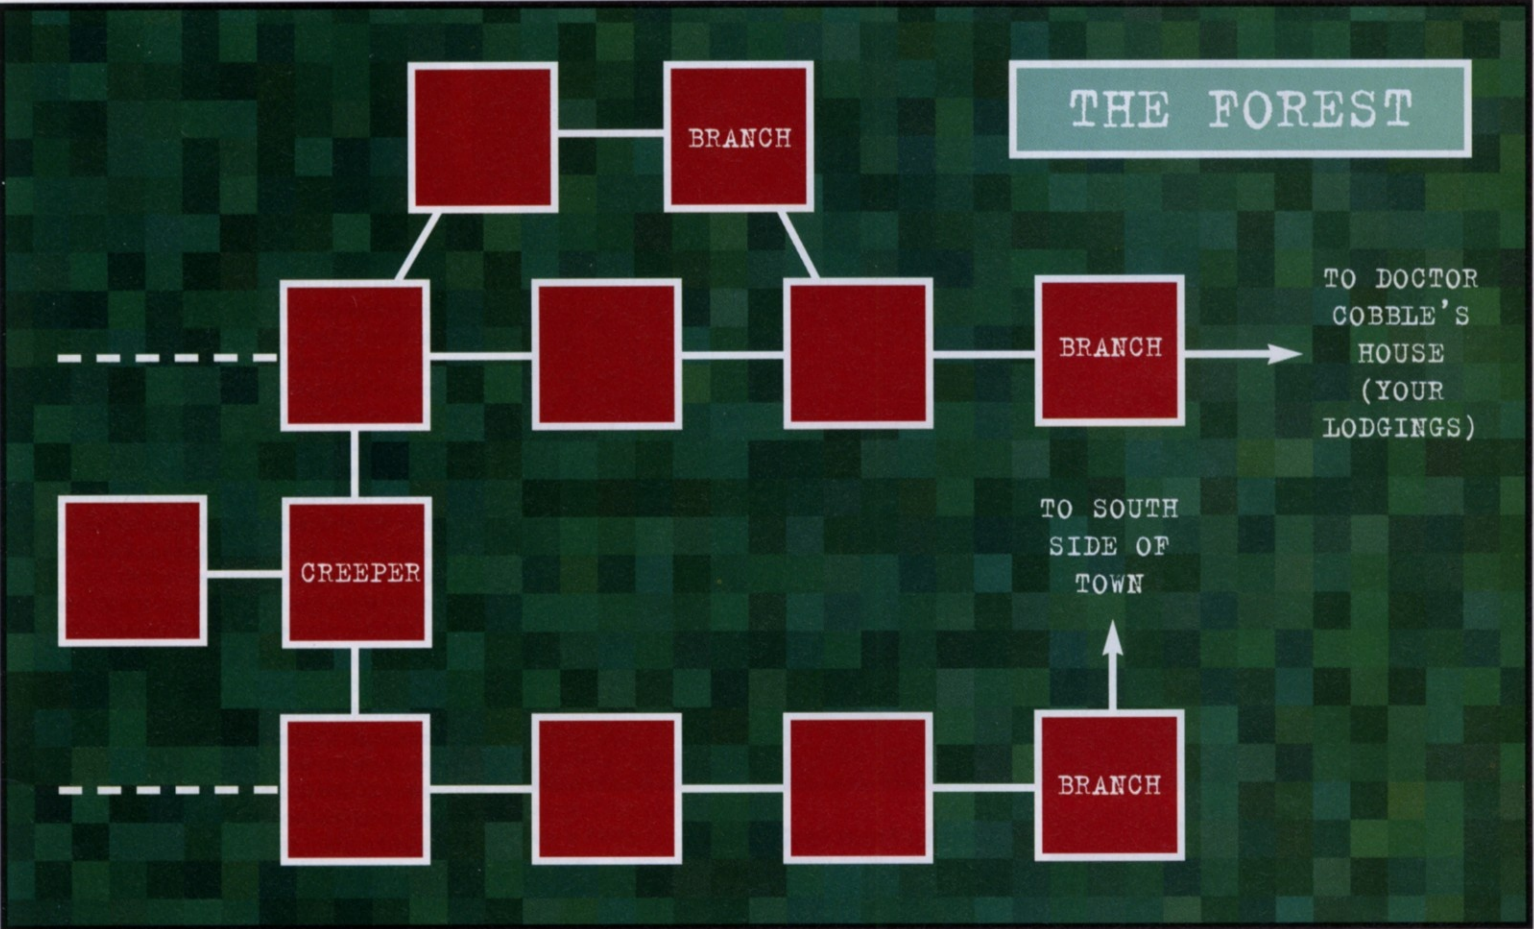 THE FOREST
BRANCH
BRANCH
TO DOCTOR
COBBLE'S
HOUSE
(YOUR
LODGINGS)
CREEPER
TO SOUTH
SIDE OF
TOWN
BRANCH